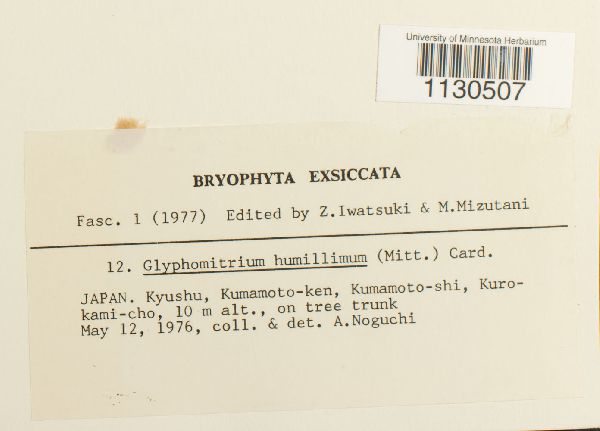 University of Minnesota Herbarium
1130507
BRYOPHYTA EXSICCATA
Fasc. 1 (1977) Edited by Z.Iwatsuki & M.Mizutani
12. Glyphomitrium humillimum (Mitt.) Card.
JAPAN. Kyushu, Kumamoto-ken, Kumamoto-shi, Kuro-
kami-cho, 10 m alt., on tree trunk
May 12, 1976, coll. & det. A.Noguchi